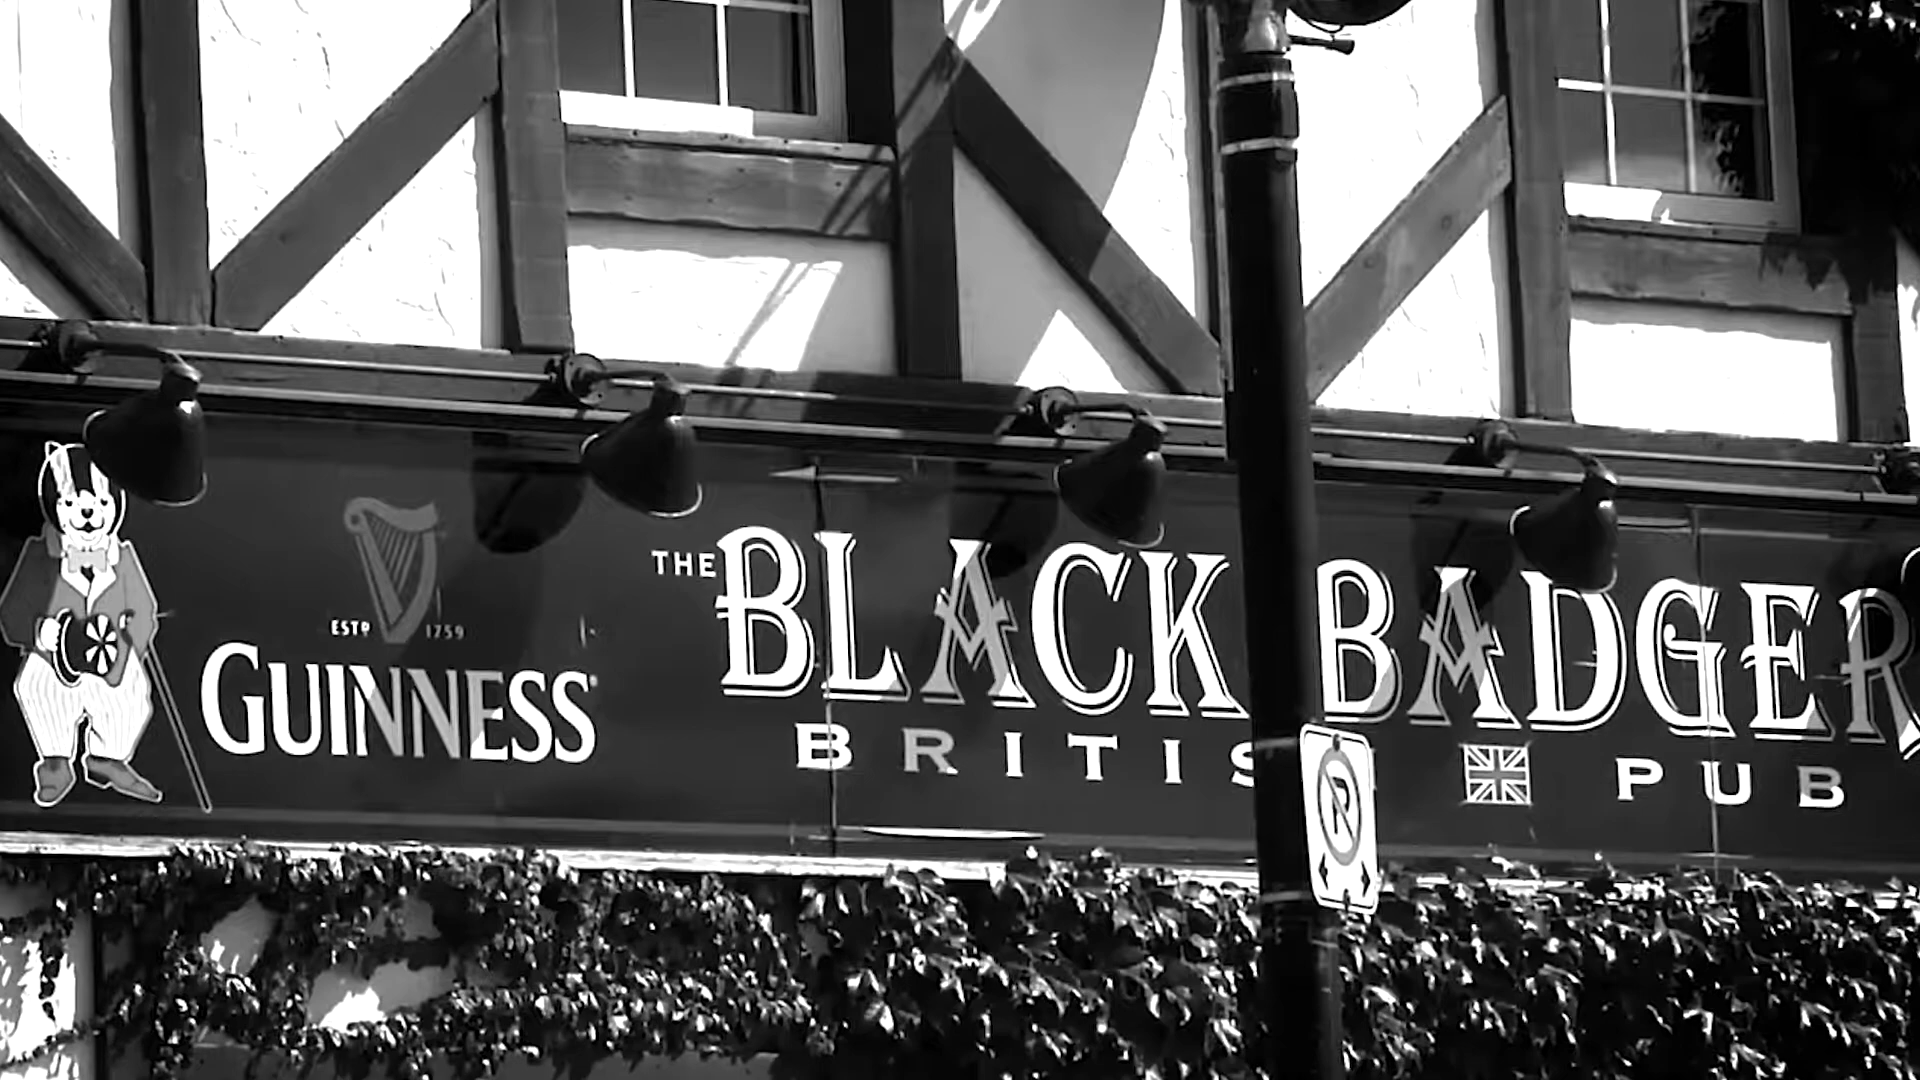 ESTD 1759
GUINNESS
THE BLACK BADGER
BRITIS PUB
P